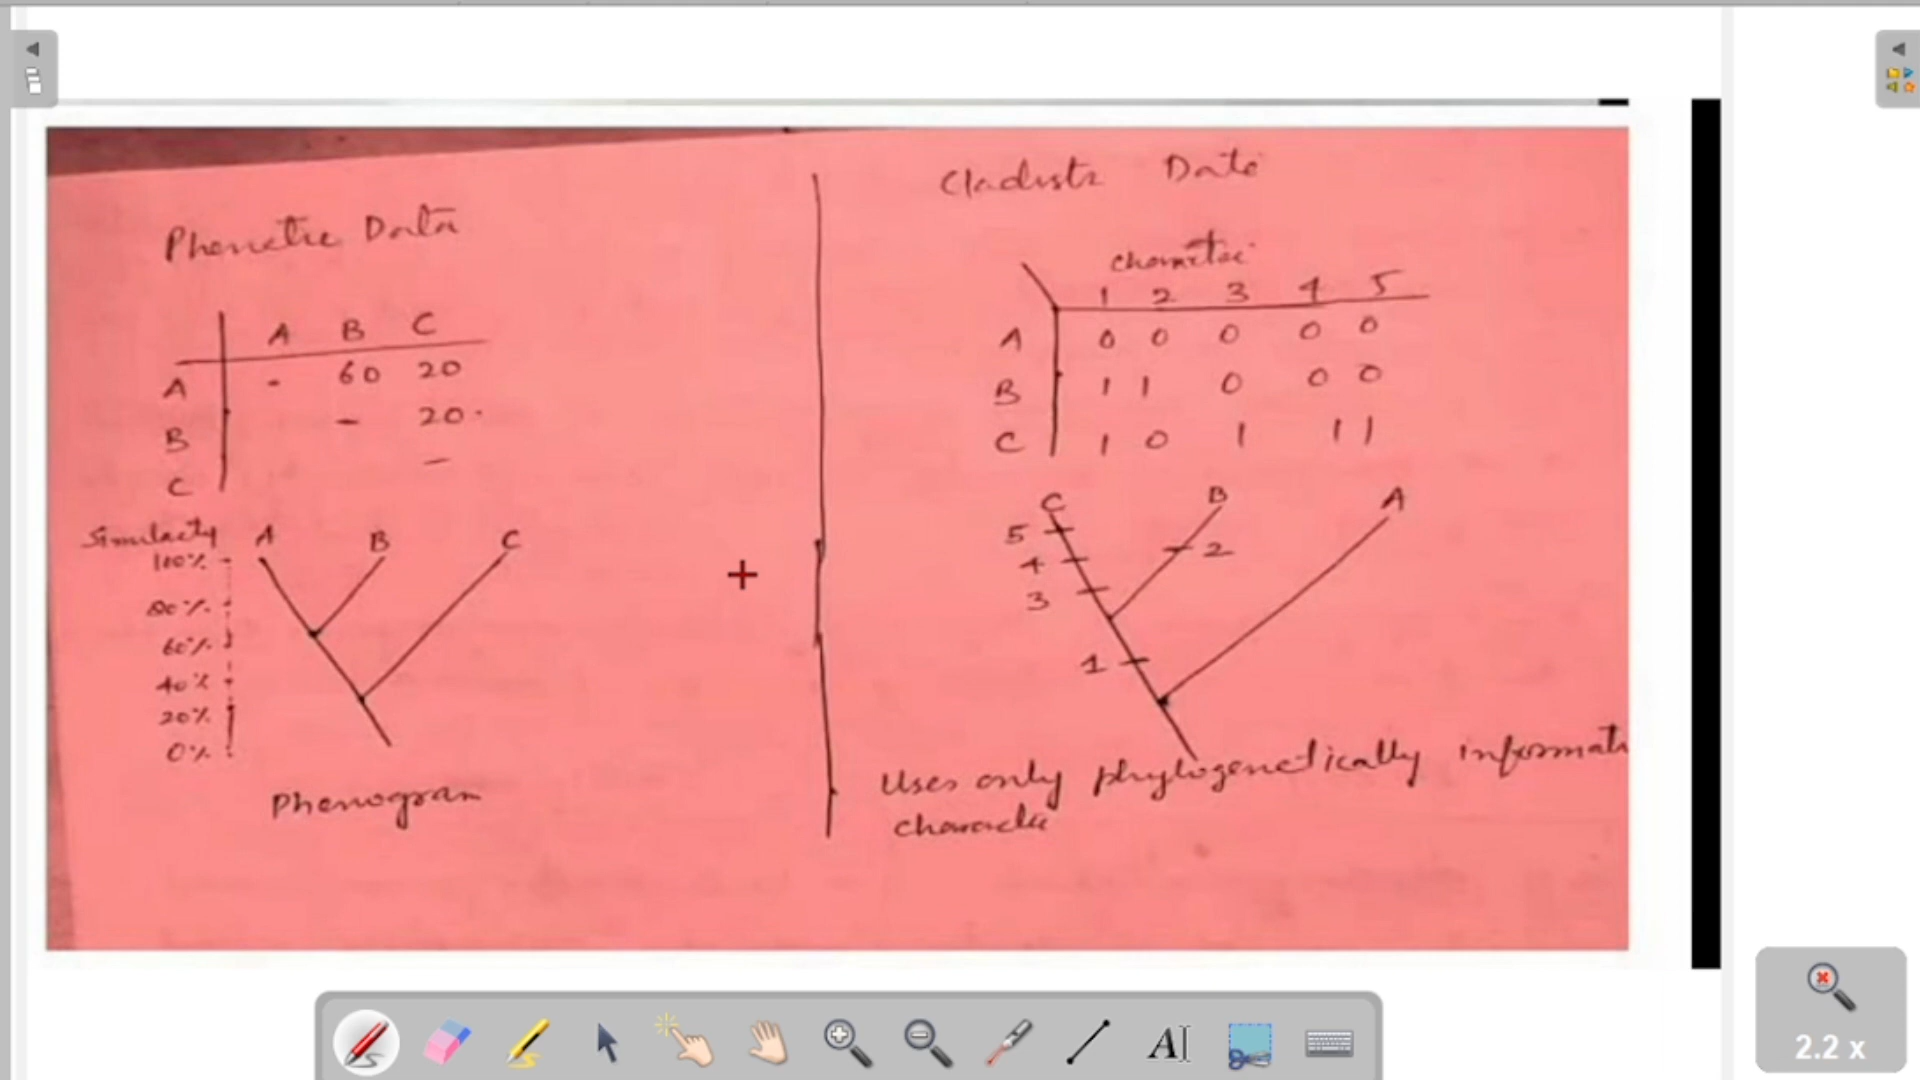 Phenetic Data
A B C
A - 60 20
B - 20
C -
Similarity
A B C
100%
80%
60%
40%
20%
0%
Phenogram
Cladistic Data
Character
1 2 3 4 5
A 0 0 0 0 0
B 1 1 0 0 0
C 1 0 1 1 1
C B A
5
4
3
2
1
Uses only phylogenetically informati
character
AI
2.2 x